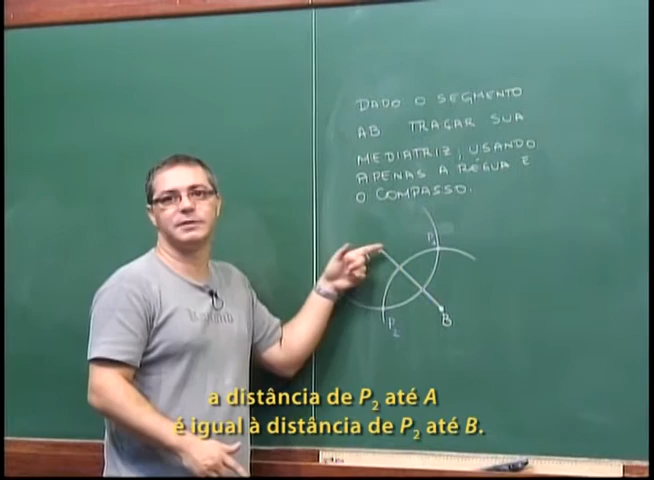 DADO O SEGMENTO
AB TRAÇAR SUA
MEDIATRIZ, USANDO
APENAS A RÉGUA E
O COMPASSO.
P1
P2
B
a distância de P2 até A
é igual à distância de P2 até B.